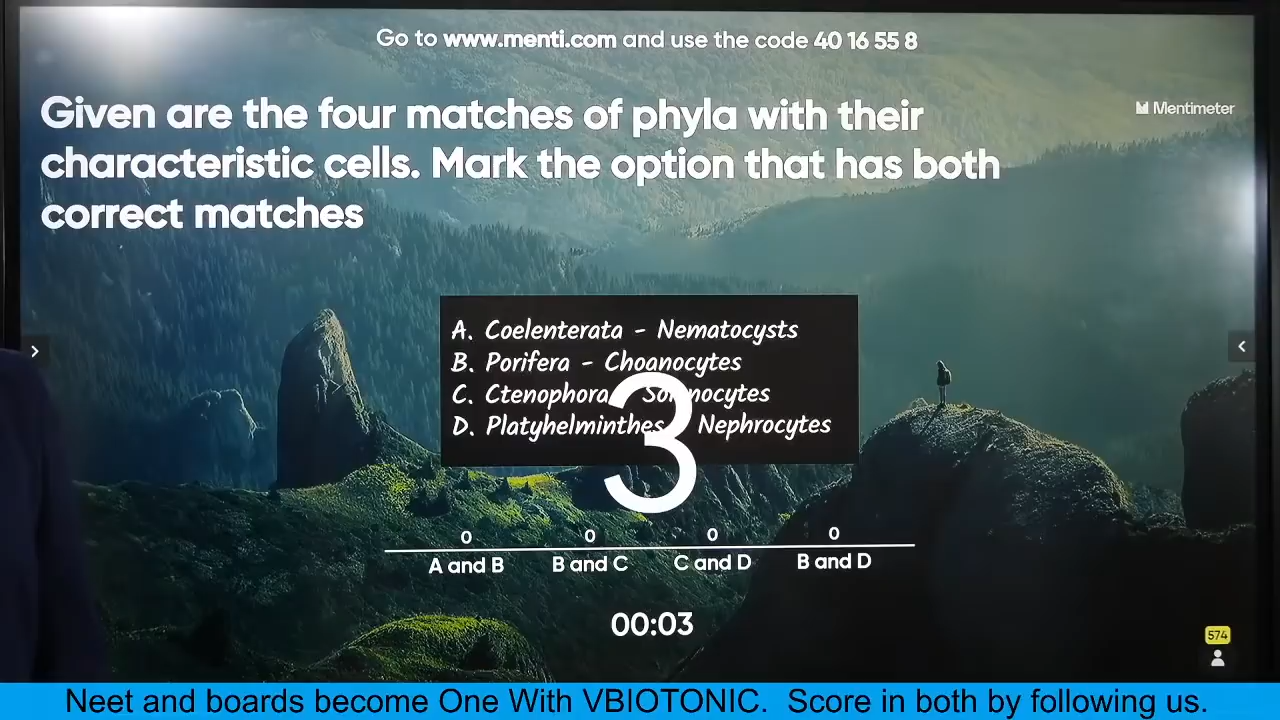 Go to www.menti.com and use the code 40 16 55 8
Mentimeter
Given are the four matches of phyla with their
characteristic cells. Mark the option that has both
correct matches
A. Coelenterata - Nematocysts
B. Porifera - Choanocytes
C. Ctenophora
D. Platyhelminthes Nephrocytes
3
0 0 0 0
A and B B and C C and D B and D
00:03
574
Neet and boards become One With VBIOTONIC. Score in both by following us.